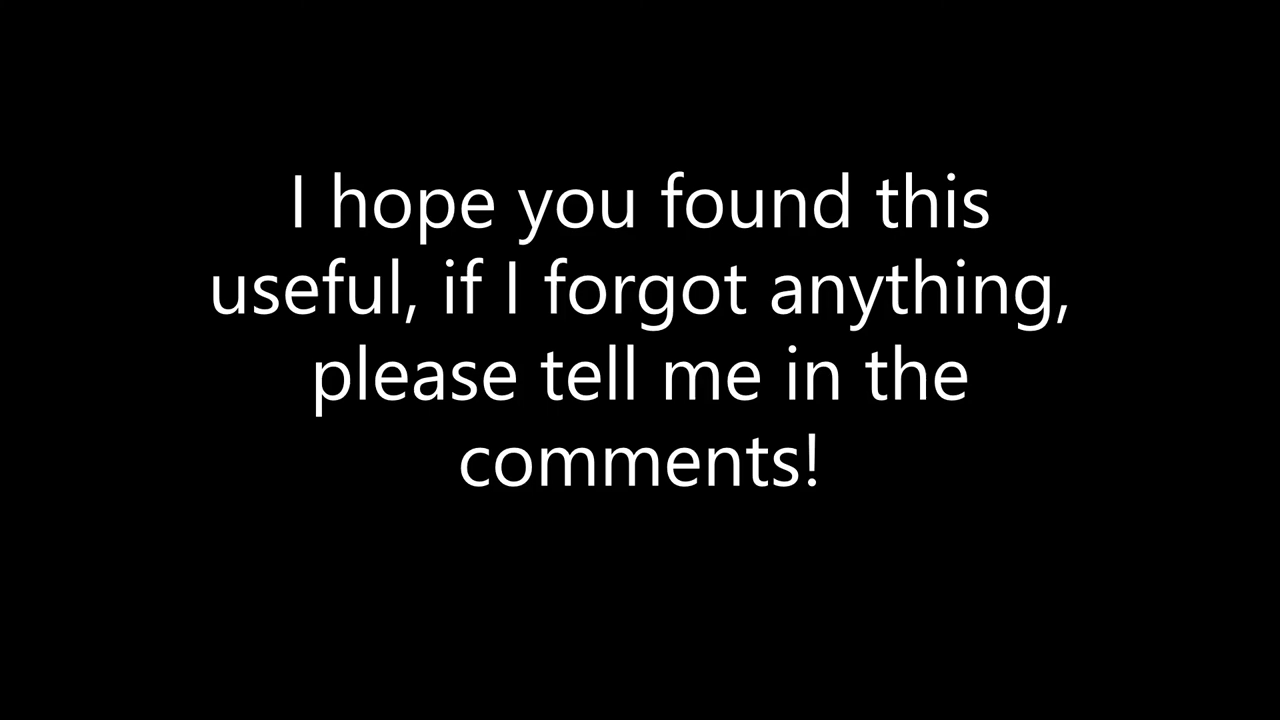 I hope you found this
useful, if I forgot anything,
please tell me in the
comments!